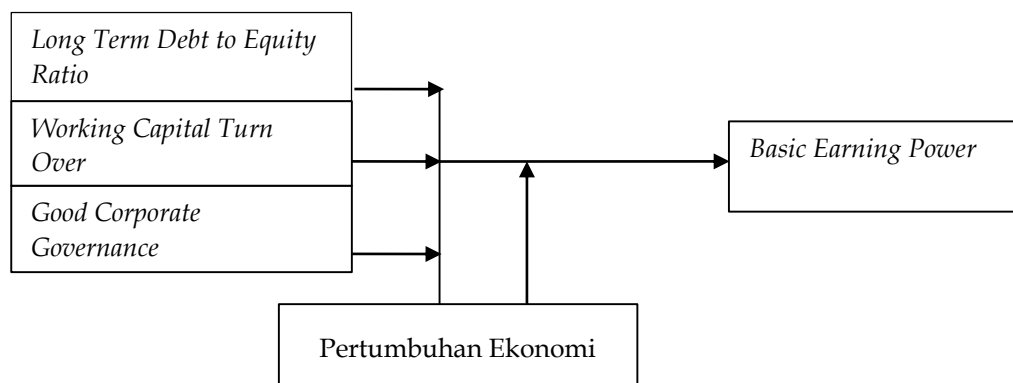 Long Term Debt to Equity
Ratio
Working Capital Turn
Over
Basic Earning Power
Good Corporate
Governance
Pertumbuhan Ekonomi